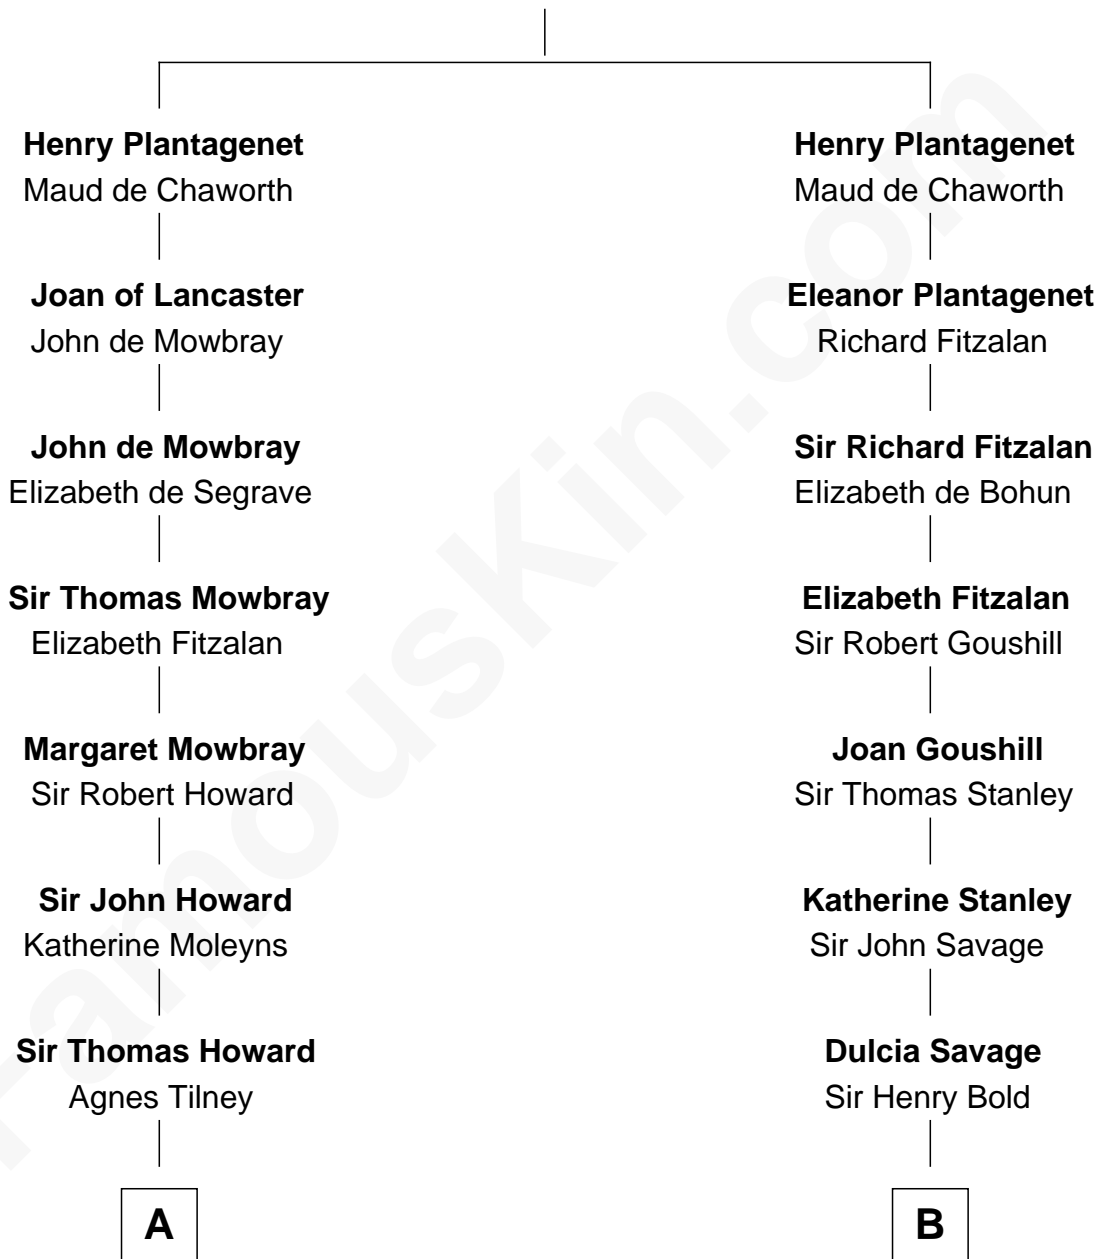 Henry Plantagenet
Maud de Chaworth
Joan of Lancaster
John de Mowbray
John de Mowbray
Elizabeth de Segrave
Sir Thomas Mowbray
Elizabeth Fitzalan
Margaret Mowbray
Sir Robert Howard
Sir John Howard
Katherine Moleyns
Sir Thomas Howard
Agnes Tilney
A
Henry Plantagenet
Maud de Chaworth
Eleanor Plantagenet
Richard Fitzalan
Sir Richard Fitzalan
Elizabeth de Bohun
Elizabeth Fitzalan
Sir Robert Goushill
Joan Goushill
Sir Thomas Stanley
Katherine Stanley
Sir John Savage
Dulcia Savage
Sir Henry Bold
B
FamousKin.com